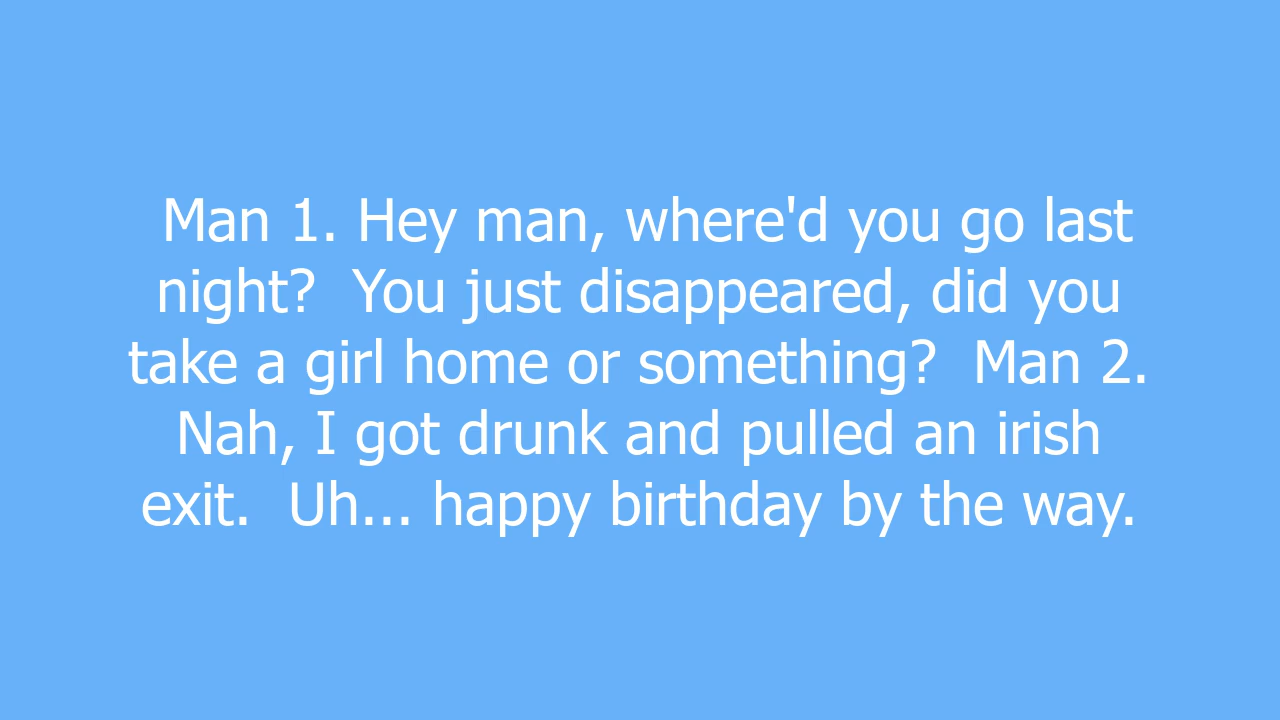 Man 1. Hey man, where'd you go last
night?  You just disappeared, did you
take a girl home or something?  Man 2.
Nah, I got drunk and pulled an irish
exit.  Uh... happy birthday by the way.